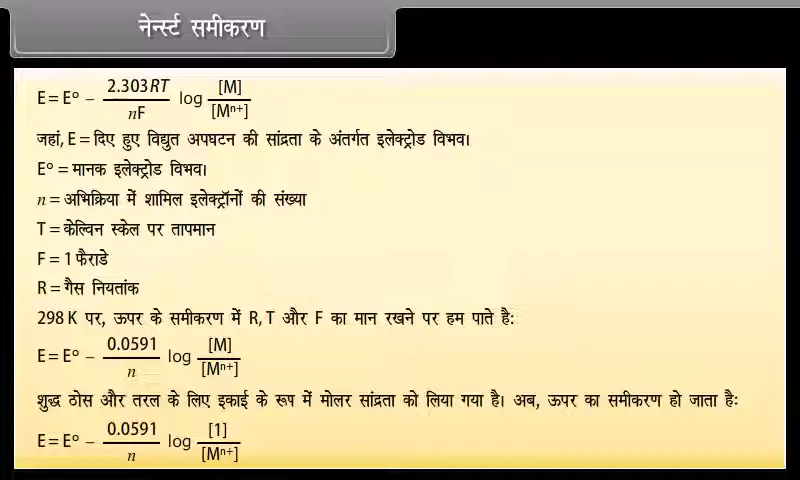 नेर्न्स्ट समीकरण
E = E° – 2.303RT/nF log [M]/[Mⁿ⁺]
जहां, E = दिए हुए विद्युत अपघटन की सांद्रता के अंतर्गत इलेक्ट्रोड विभव।
E° = मानक इलेक्ट्रोड विभव।
n = अभिक्रिया में शामिल इलेक्ट्रॉनों की संख्या
T = केल्विन स्केल पर तापमान
F = 1 फैराडे
R = गैस नियतांक
298 K पर, ऊपर के समीकरण में R, T और F का मान रखने पर हम पाते है:
E = E° – 0.0591/n log [M]/[Mⁿ⁺]
शुद्ध ठोस और तरल के लिए इकाई के रूप में मोलर सांद्रता को लिया गया है। अब, ऊपर का समीकरण हो जाता है:
E = E° – 0.0591/n log [1]/[Mⁿ⁺]